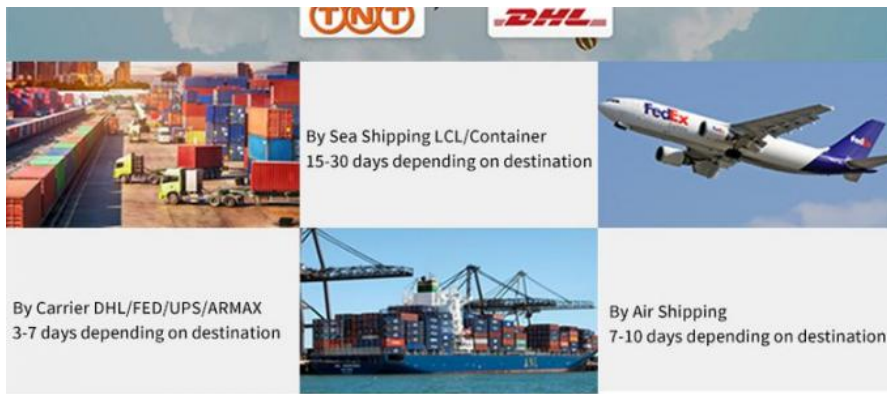 TNT
DHL
By Sea Shipping LCL/Container
15-30 days depending on destination
FedEx
By Carrier DHL/FED/UPS/ARMAX
3-7 days depending on destination
By Air Shipping
7-10 days depending on destination